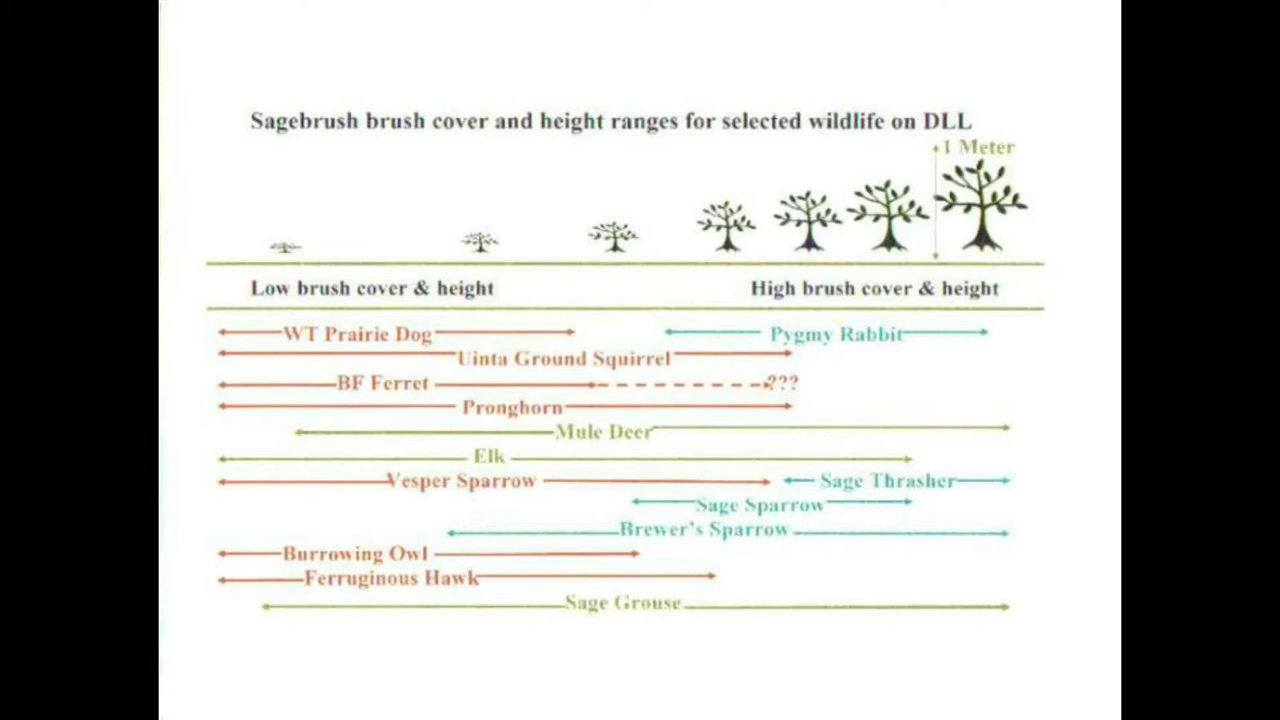 Sagebrush brush cover and height ranges for selected wildlife on DLL
1 Meter
Low brush cover & height
High brush cover & height
WT Prairie Dog
Pygmy Rabbit
Uinta Ground Squirrel
BF Ferret
???
Pronghorn
Mule Deer
Elk
Vesper Sparrow
Sage Thrasher
Sage Sparrow
Brewer's Sparrow
Burrowing Owl
Ferruginous Hawk
Sage Grouse